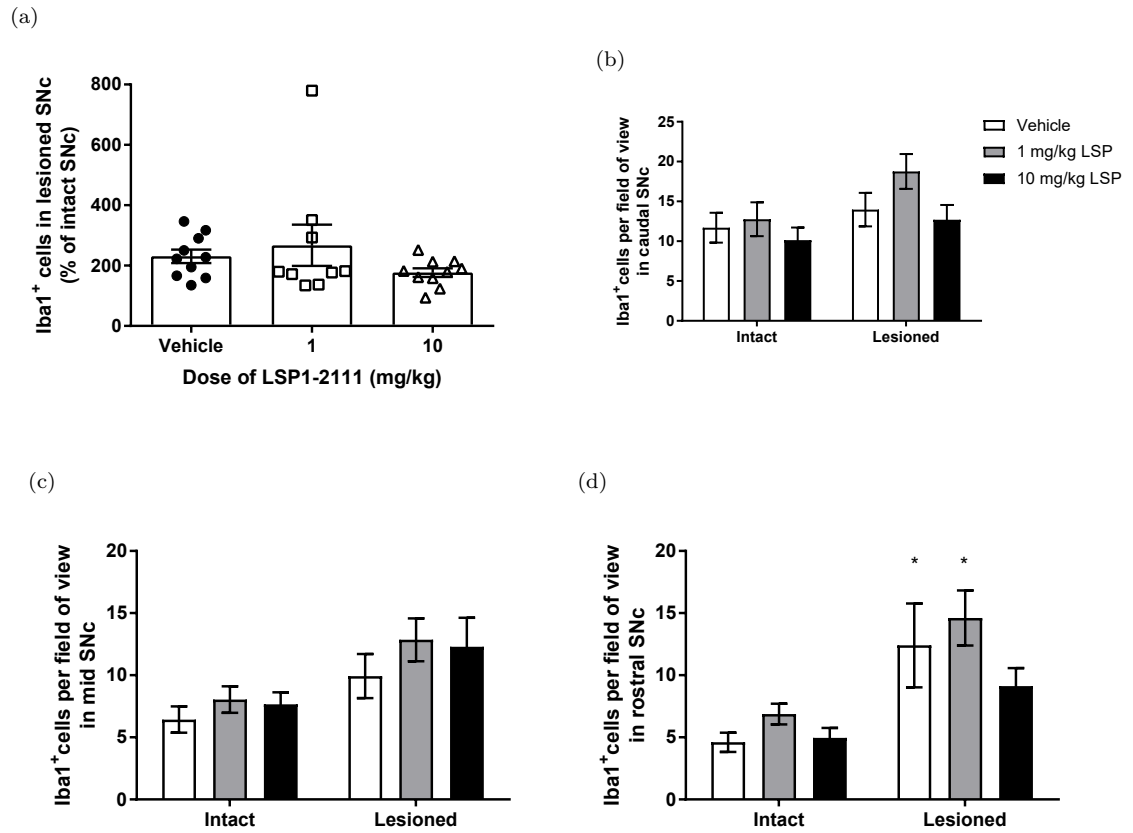 (a)
Iba1+ cells in lesioned SNc
(% of intact SNc)
800
600
400
200
0
Vehicle 1 10
Dose of LSP1-2111 (mg/kg)
(b)
Iba1+cells per field of view
in caudal SNc
25
20
15
10
5
0
Intact Lesioned
Vehicle
1 mg/kg LSP
10 mg/kg LSP
(c)
Iba1+cells per field of view
in mid SNc
20
15
10
5
0
Intact Lesioned
(d)
Iba1+cells per field of view
in rostral SNc
20
15
10
5
0
* *
Intact Lesioned